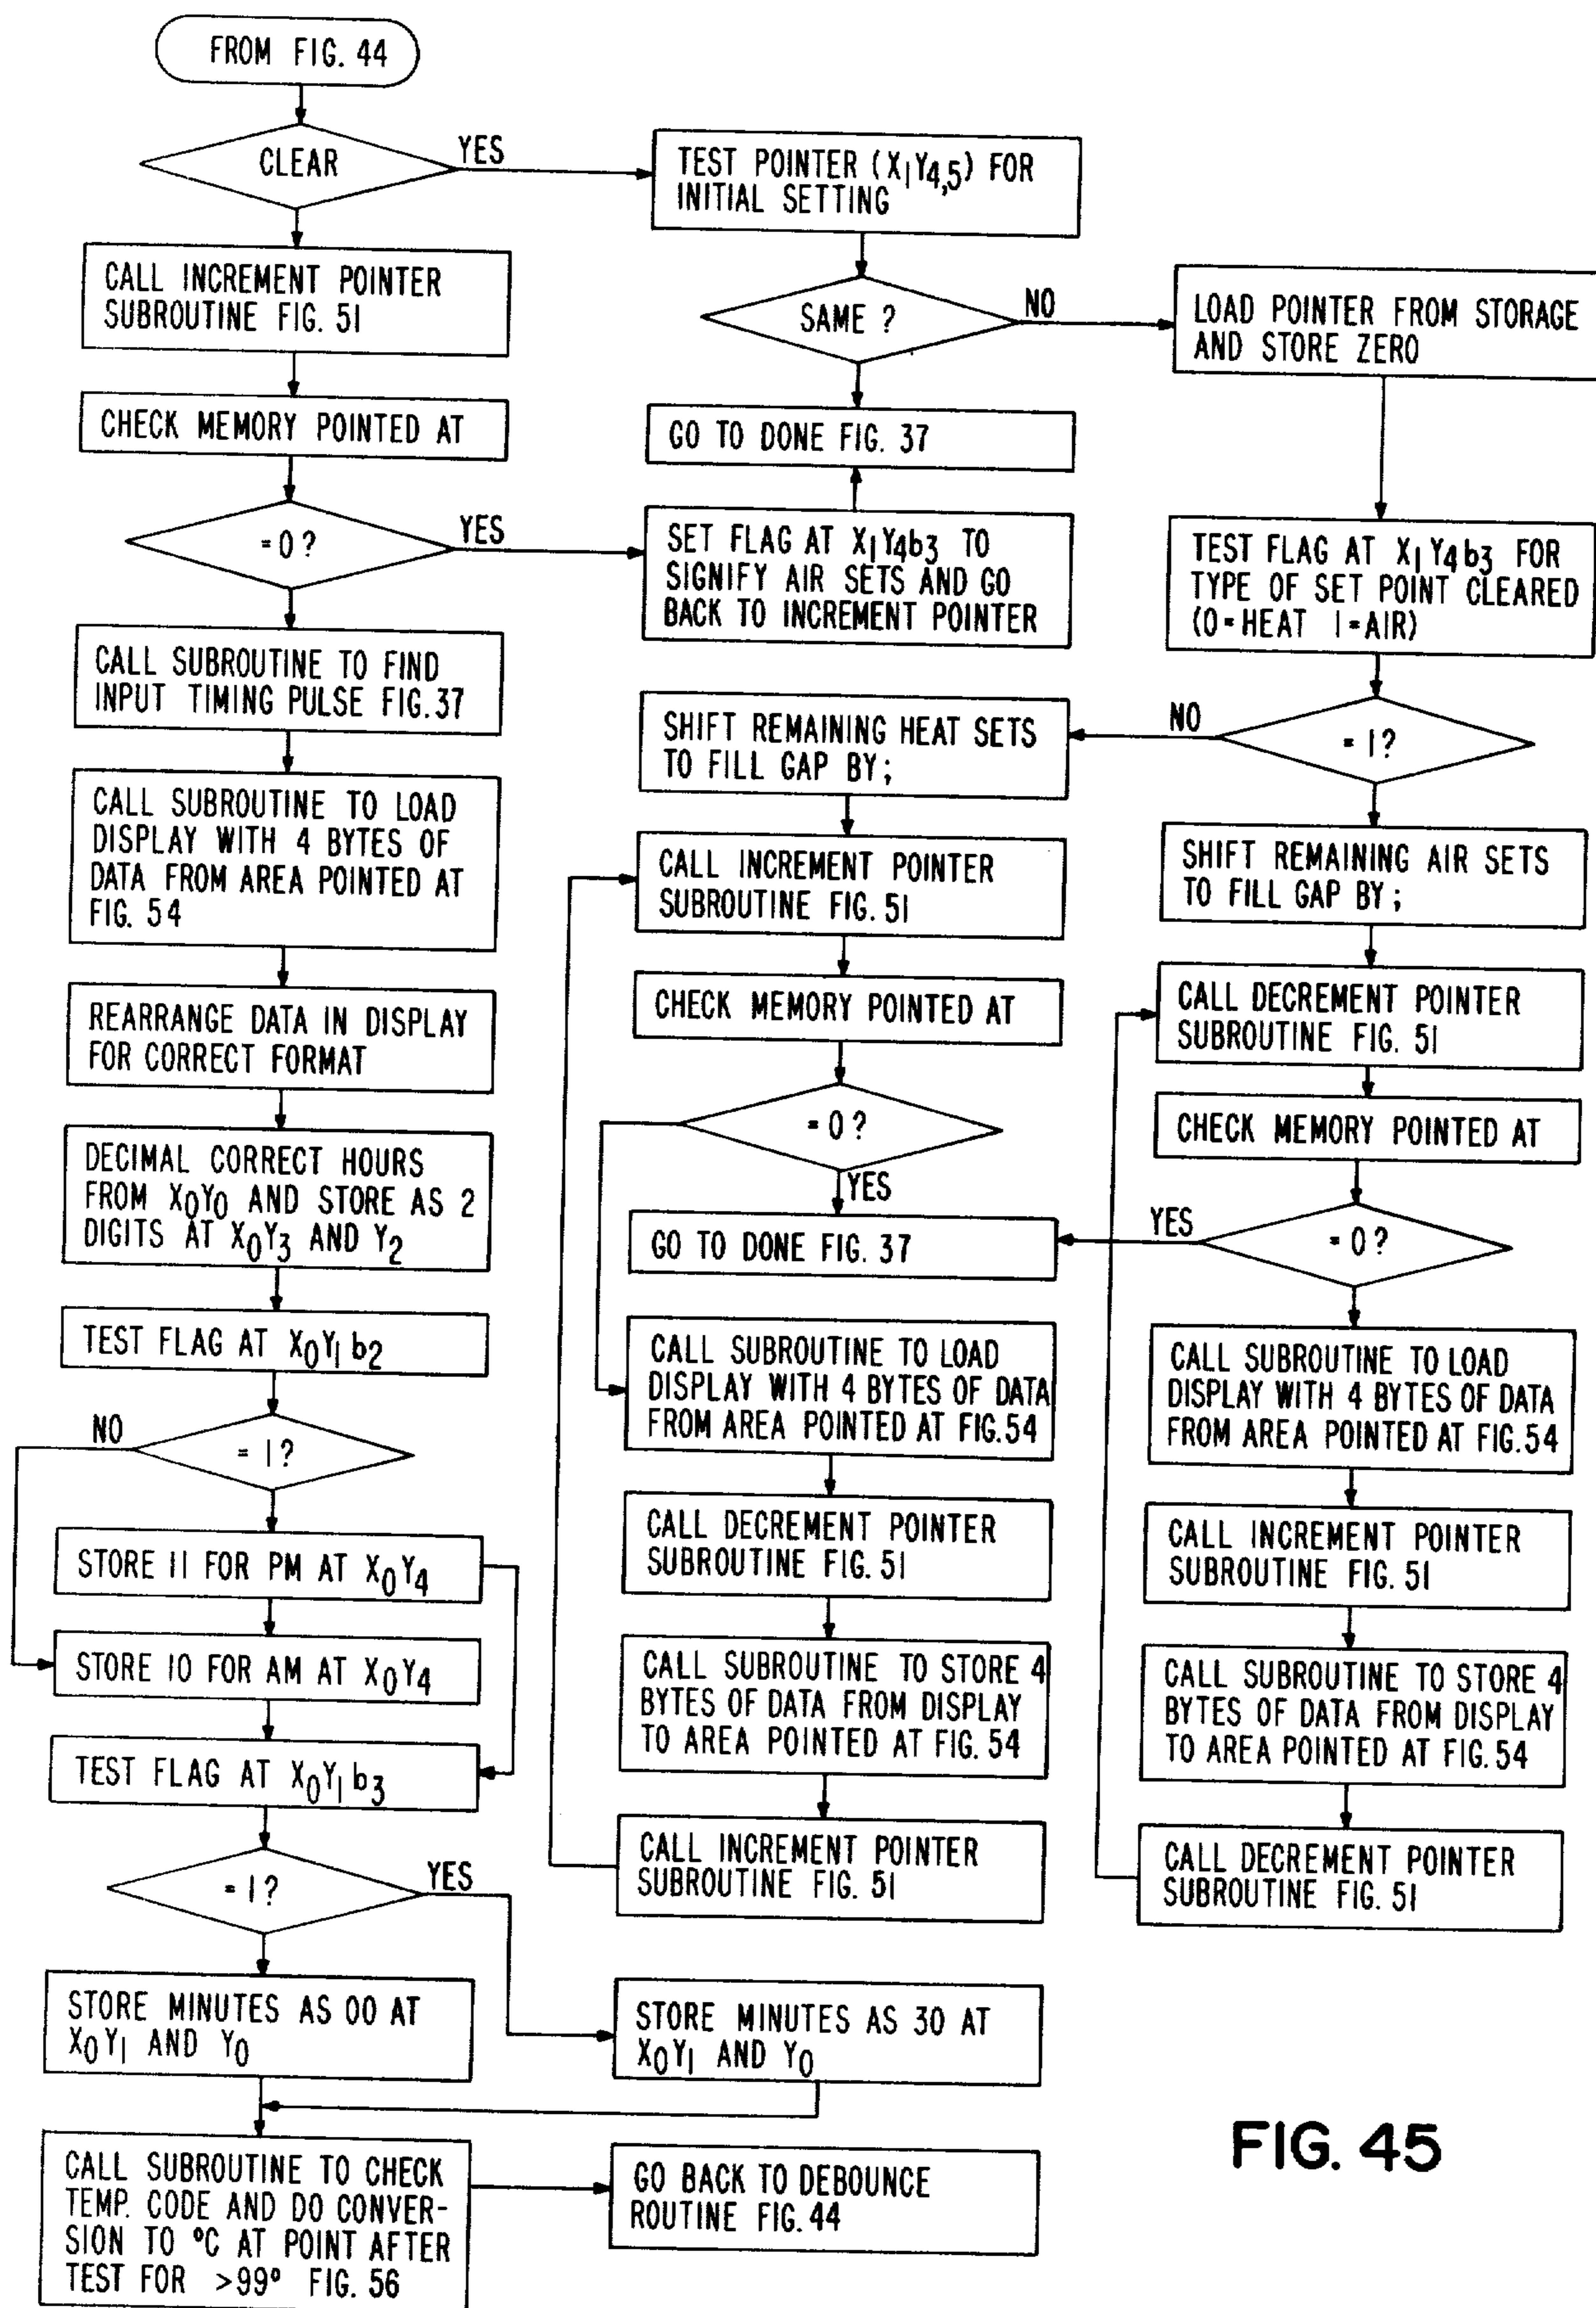 FROM FIG. 44
CLEAR
YES
CALL INCREMENT POINTER
SUBROUTINE FIG. 51
CHECK MEMORY POINTED AT
= 0 ?
YES
CALL SUBROUTINE TO FIND
INPUT TIMING PULSE FIG. 37
CALL SUBROUTINE TO LOAD
DISPLAY WITH 4 BYTES OF
DATA FROM AREA POINTED AT
FIG. 54
REARRANGE DATA IN DISPLAY
FOR CORRECT FORMAT
DECIMAL CORRECT HOURS
FROM X₀Y₀ AND STORE AS 2
DIGITS AT X₀Y₃ AND Y₂
TEST FLAG AT X₀Y₁ b₂
NO
= 1 ?
STORE 11 FOR PM AT X₀Y₄
STORE 10 FOR AM AT X₀Y₄
TEST FLAG AT X₀Y₁ b₃
= 1 ?
YES
STORE MINUTES AS 00 AT
X₀Y₁ AND Y₀
STORE MINUTES AS 30 AT
X₀Y₁ AND Y₀
CALL SUBROUTINE TO CHECK
TEMP. CODE AND DO CONVER-
SION TO °C AT POINT AFTER
TEST FOR >99° FIG. 56
GO BACK TO DEBOUNCE
ROUTINE FIG. 44
TEST POINTER (X₁Y₄,₅) FOR
INITIAL SETTING
SAME ?
NO
GO TO DONE FIG. 37
SET FLAG AT X₁Y₄b₃ TO
SIGNIFY AIR SETS AND GO
BACK TO INCREMENT POINTER
SHIFT REMAINING HEAT SETS
TO FILL GAP BY;
CALL INCREMENT POINTER
SUBROUTINE FIG. 51
CHECK MEMORY POINTED AT
= 0 ?
YES
GO TO DONE FIG. 37
CALL SUBROUTINE TO LOAD
DISPLAY WITH 4 BYTES OF DATA
FROM AREA POINTED AT FIG. 54
CALL DECREMENT POINTER
SUBROUTINE FIG. 51
CALL SUBROUTINE TO STORE 4
BYTES OF DATA FROM DISPLAY
TO AREA POINTED AT FIG. 54
CALL INCREMENT POINTER
SUBROUTINE FIG. 51
LOAD POINTER FROM STORAGE
AND STORE ZERO
TEST FLAG AT X₁Y₄b₃ FOR
TYPE OF SET POINT CLEARED
(0=HEAT 1=AIR)
NO
= 1 ?
SHIFT REMAINING AIR SETS
TO FILL GAP BY;
CALL DECREMENT POINTER
SUBROUTINE FIG. 51
CHECK MEMORY POINTED AT
YES
= 0 ?
CALL SUBROUTINE TO LOAD
DISPLAY WITH 4 BYTES OF DATA
FROM AREA POINTED AT FIG. 54
CALL INCREMENT POINTER
SUBROUTINE FIG. 51
CALL SUBROUTINE TO STORE 4
BYTES OF DATA FROM DISPLAY
TO AREA POINTED AT FIG. 54
CALL DECREMENT POINTER
SUBROUTINE FIG. 51
FIG. 45